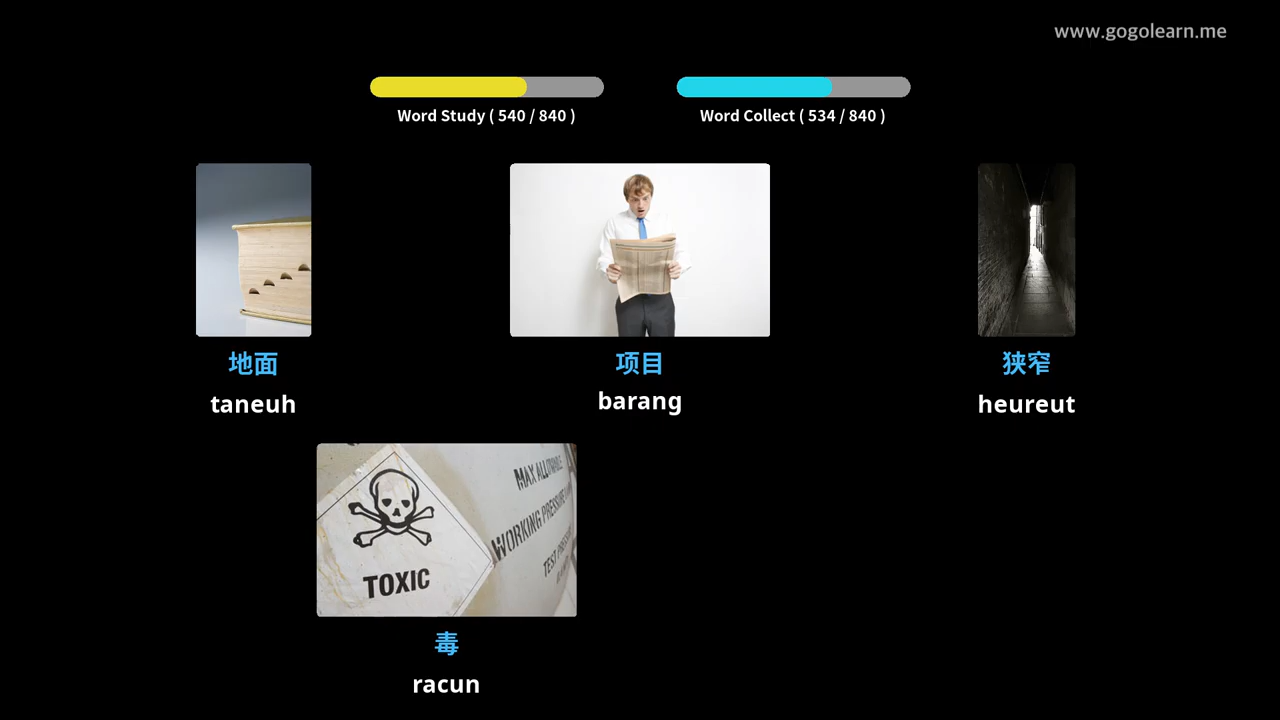 www.gogolearn.me
Word Study ( 540 / 840 )
Word Collect ( 534 / 840 )
地面
taneuh
项目
barang
狭窄
heureut
TOXIC
MAX ALLOWABLE
WORKING PRESSURE
TEST
毒
racun